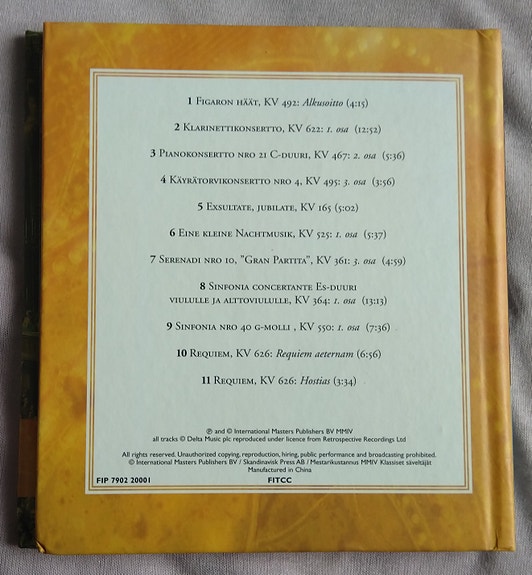 1 Figaron häät, KV 492: Alkusoitto (4:15)
2 Klarinettikonsertto, KV 622: 1. osa (12:52)
3 Pianokonsertto nro 21 C-duuri, KV 467: 2. osa (5:36)
4 Käyrätorvikonsertto nro 4, KV 495: 3. osa (3:56)
5 Exsultate, jubilate, KV 165 (5:02)
6 Eine kleine Nachtmusik, KV 525: 1. osa (5:37)
7 Serenadi nro 10, "Gran Partita", KV 361: 3. osa (4:59)
8 Sinfonia concertante Es-duuri
viululle ja alttoviululle, KV 364: 1. osa (13:13)
9 Sinfonia nro 40 g-molli , KV 550: 1. osa (7:36)
10 Requiem, KV 626: Requiem aeternam (6:56)
11 Requiem, KV 626: Hostias (3:34)
℗ and © International Masters Publishers BV MMIV
all tracks © Delta Music plc reproduced under licence from Retrospective Recordings Ltd
All rights reserved. Unauthorized copying, reproduction, hiring, public performance and broadcasting prohibited.
© International Masters Publishers BV / Skandinavisk Press AB / Mestarikustannus MMIV Klassiset säveltäjät
Manufactured in China
FIP 7902 20001
FITCC